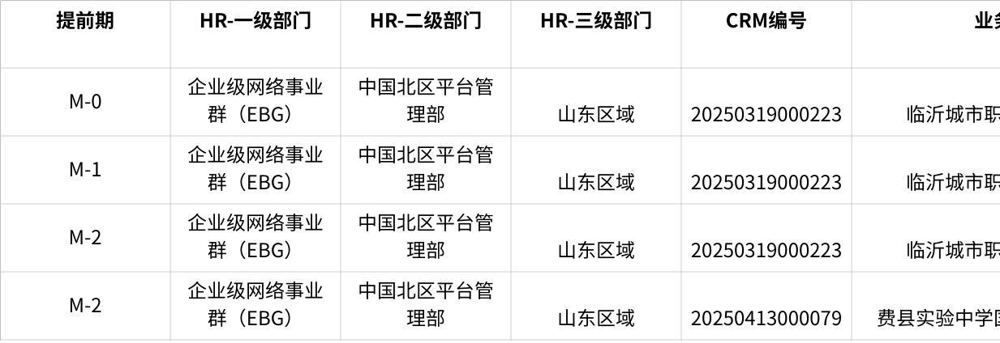 提前期 HR-一级部门 HR-二级部门 HR-三级部门 CRM编号 业
企业级网络事业 中国北区平台管
M-0 群（EBG） 理部 山东区域 20250319000223 临沂城市职
企业级网络事业 中国北区平台管
M-1 群（EBG） 理部 山东区域 20250319000223 临沂城市职
企业级网络事业 中国北区平台管
M-2 群（EBG） 理部 山东区域 20250319000223 临沂城市职
企业级网络事业 中国北区平台管
M-2 群（EBG） 理部 山东区域 20250413000079 费县实验中学